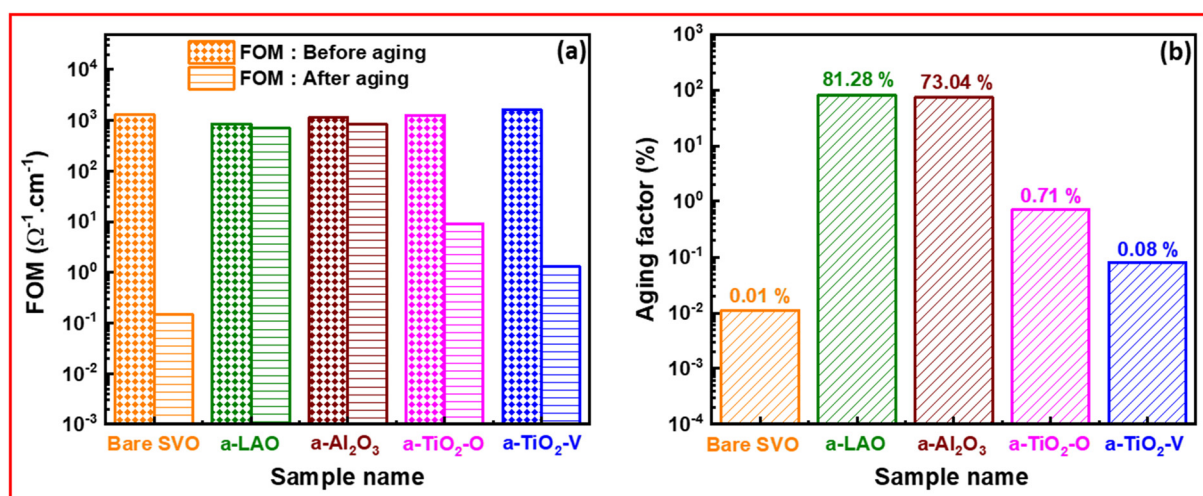 (a)
FOM : Before aging
FOM : After aging
10⁴
10³
10²
10¹
10⁰
10⁻¹
10⁻²
10⁻³
FOM (Ω⁻¹.cm⁻¹)
Bare SVO a-LAO a-Al₂O₃ a-TiO₂-O a-TiO₂-V
Sample name
(b)
10³
10²
10¹
10⁰
10⁻¹
10⁻²
10⁻³
10⁻⁴
Aging factor (%)
0.01 %
81.28 %
73.04 %
0.71 %
0.08 %
Bare SVO a-LAO a-Al₂O₃ a-TiO₂-O a-TiO₂-V
Sample name